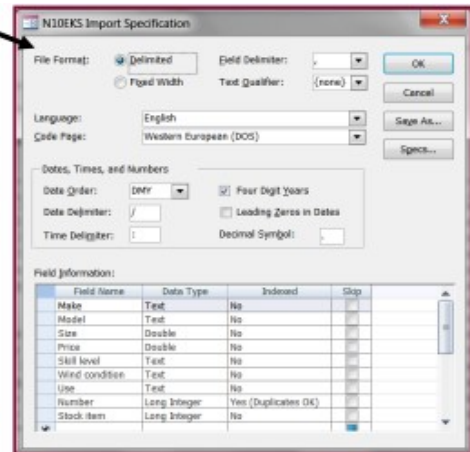 N10EKS Import Specification
File Format: Delimited Field Delimiter: , OK
Fixed Width Text Qualifier: {none} Cancel
Language: English Save As...
Code Page: Western European (DOS) Specs...
Dates, Times, and Numbers
Date Order: DMY Four Digit Years
Date Delimiter: / Leading Zeros in Dates
Time Delimiter: : Decimal Symbol: .
Field Information:
Field Name Data Type Indexed Skip
Make Text No
Model Text No
Size Double No
Price Double No
Skill level Text No
Wind condition Text No
Use Text No
Number Long Integer Yes (Duplicates OK)
Stock item Long Integer No